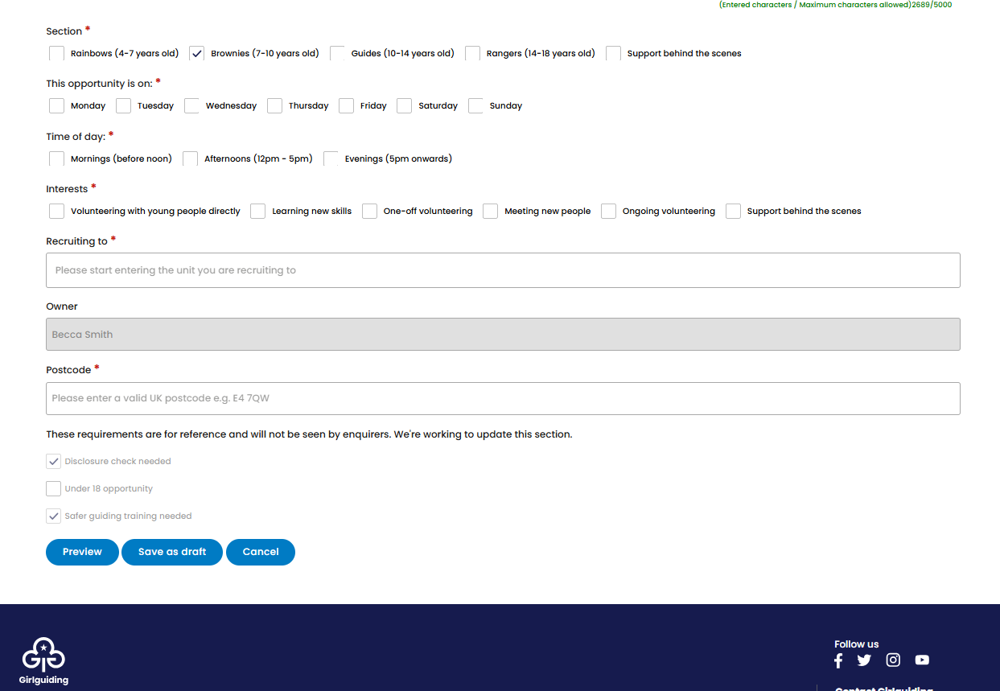 (Entered characters / Maximum characters allowed)2689/5000
Section *
Rainbows (4-7 years old) Brownies (7-10 years old) Guides (10-14 years old) Rangers (14-18 years old) Support behind the scenes
This opportunity is on: *
Monday Tuesday Wednesday Thursday Friday Saturday Sunday
Time of day: *
Mornings (before noon) Afternoons (12pm - 5pm) Evenings (5pm onwards)
Interests *
Volunteering with young people directly Learning new skills One-off volunteering Meeting new people Ongoing volunteering Support behind the scenes
Recruiting to *
Please start entering the unit you are recruiting to
Owner
Becca Smith
Postcode *
Please enter a valid UK postcode e.g. E4 7QW
These requirements are for reference and will not be seen by enquirers. We're working to update this section.
Disclosure check needed
Under 18 opportunity
Safer guiding training needed
Preview Save as draft Cancel
Follow us
Girlguiding
Contact Girlguiding